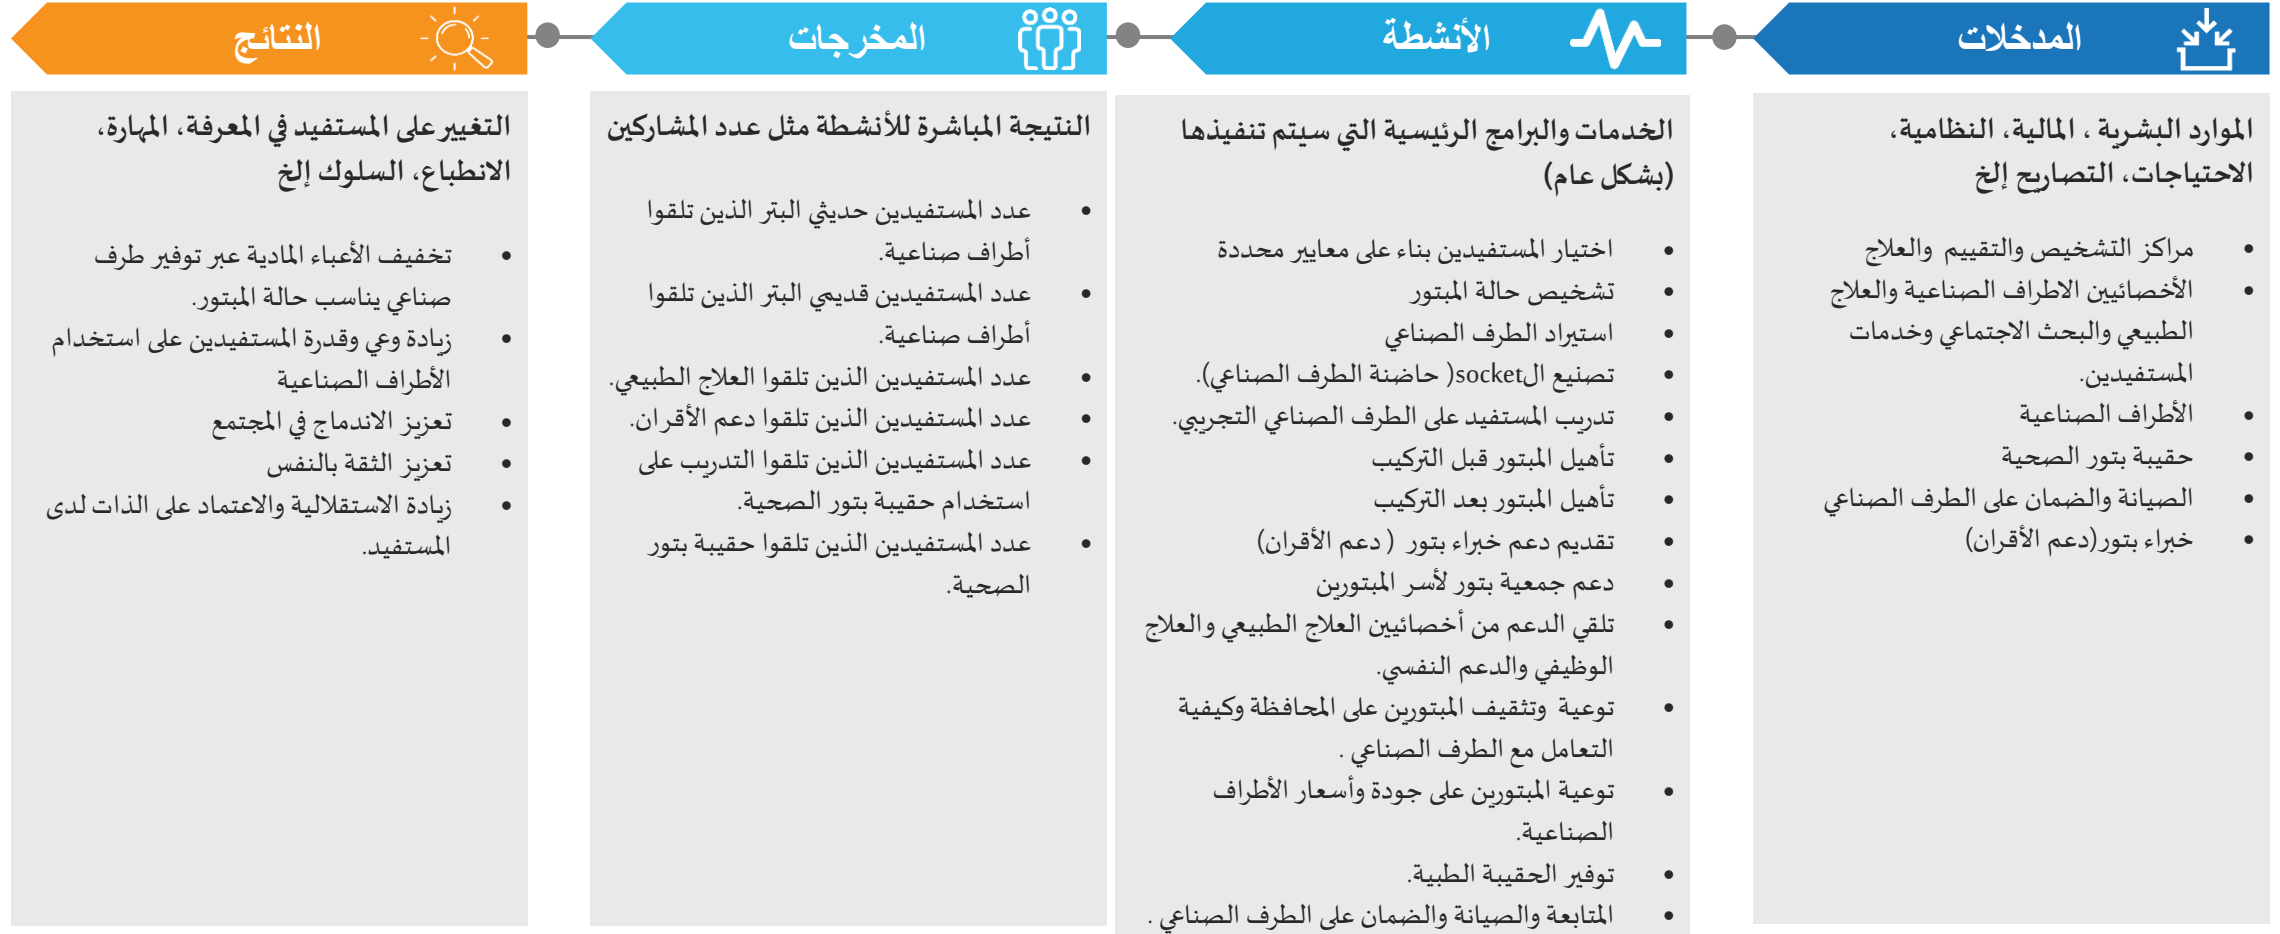 المدخلات
الموارد البشرية ، المالية، النظامية،
الاحتياجات، التصاريح إلخ
• مراكز التشخيص والتقييم والعلاج
• الأخصائيين الاطراف الصناعية والعلاج
الطبيعي والبحث الاجتماعي وخدمات
المستفيدين.
• الأطراف الصناعية
• حقيبة بتور الصحية
• الصيانة والضمان على الطرف الصناعي
• خبراء بتور(دعم الأقران)
الأنشطة
الخدمات والبرامج الرئيسية التي سيتم تنفيذها
(بشكل عام)
• اختيار المستفيدين بناء على معايير محددة
• تشخيص حالة المبتور
• استيراد الطرف الصناعي
• تصنيع الsocket( حاضنة الطرف الصناعي).
• تدريب المستفيد على الطرف الصناعي التجريبي.
• تأهيل المبتور قبل التركيب
• تأهيل المبتور بعد التركيب
• تقديم دعم خبراء بتور ( دعم الأقران)
• دعم جمعية بتور لأسر المبتورين
• تلقي الدعم من أخصائيين العلاج الطبيعي والعلاج
الوظيفي والدعم النفسي.
• توعية وتثقيف المبتورين على المحافظة وكيفية
التعامل مع الطرف الصناعي .
• توعية المبتورين على جودة وأسعار الأطراف
الصناعية.
• توفير الحقيبة الطبية.
• المتابعة والصيانة والضمان على الطرف الصناعي .
المخرجات
النتيجة المباشرة للأنشطة مثل عدد المشاركين
• عدد المستفيدين حديثي البتر الذين تلقوا
أطراف صناعية.
• عدد المستفيدين قديمي البتر الذين تلقوا
أطراف صناعية.
• عدد المستفيدين الذين تلقوا العلاج الطبيعي.
• عدد المستفيدين الذين تلقوا دعم الأقران.
• عدد المستفيدين الذين تلقوا التدريب على
استخدام حقيبة بتور الصحية.
• عدد المستفيدين الذين تلقوا حقيبة بتور
الصحية.
النتائج
التغيير على المستفيد في المعرفة، المهارة،
الانطباع، السلوك إلخ
• تخفيف الأعباء المادية عبر توفير طرف
صناعي يناسب حالة المبتور.
• زيادة وعي وقدرة المستفيدين على استخدام
الأطراف الصناعية
• تعزيز الاندماج في المجتمع
• تعزيز الثقة بالنفس
• زيادة الاستقلالية والاعتماد على الذات لدى
المستفيد.